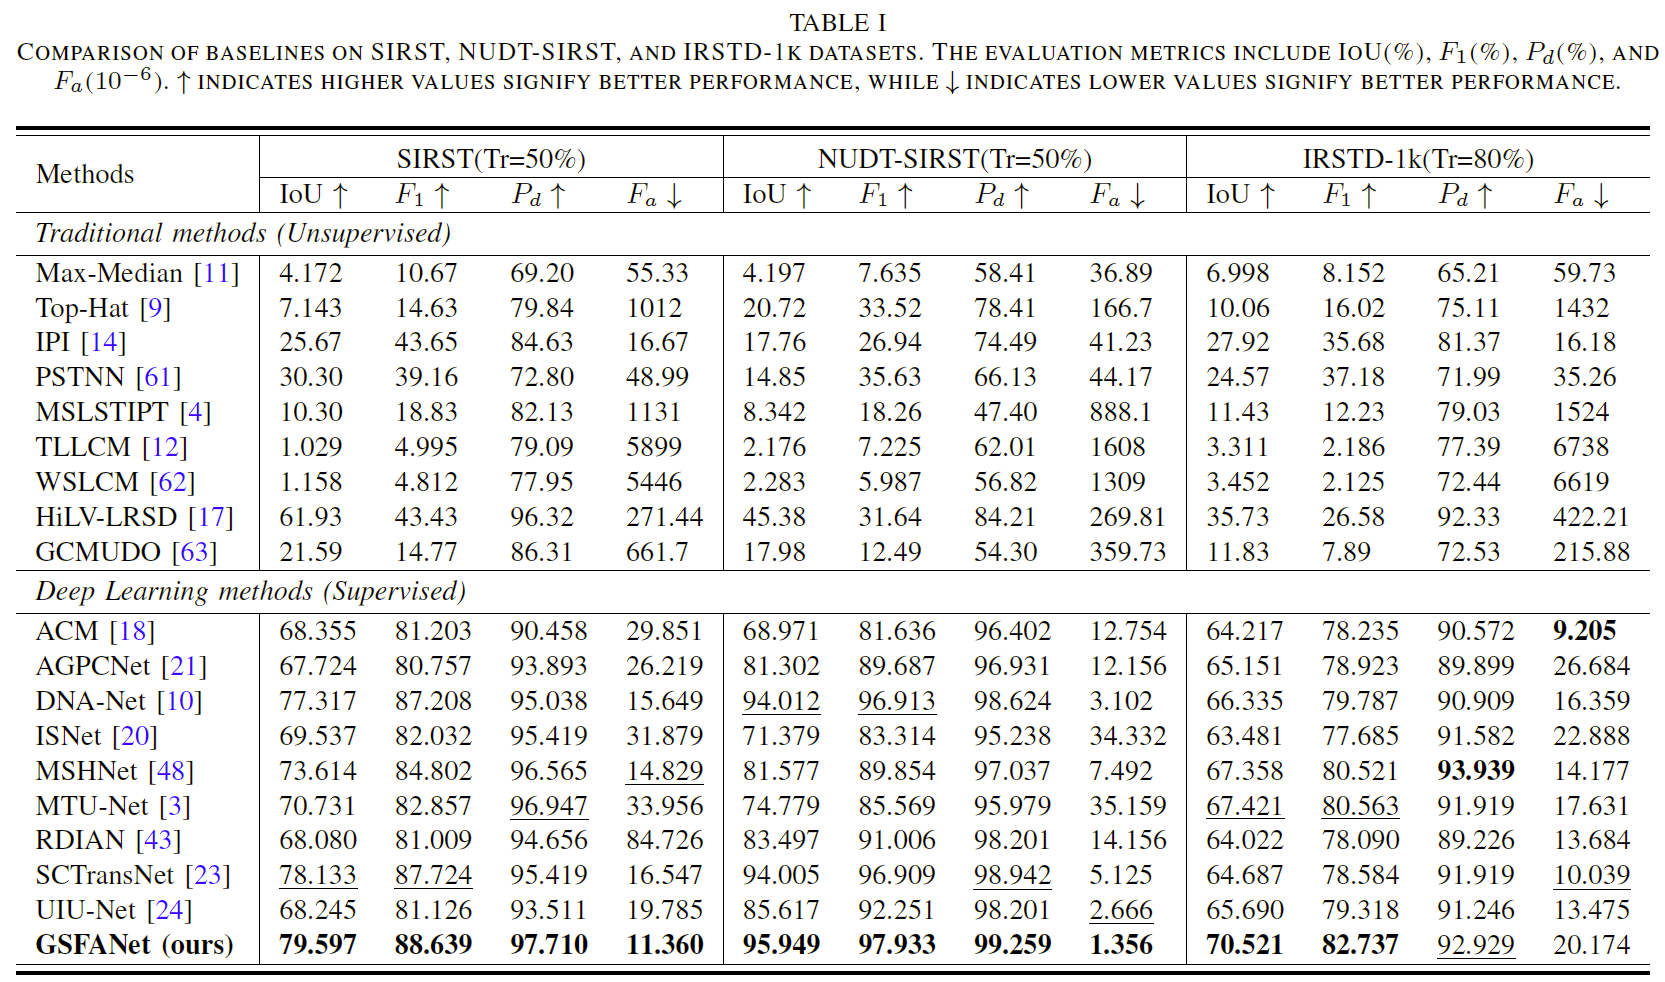 TABLE I
COMPARISON OF BASELINES ON SIRST, NUDT-SIRST, AND IRSTD-1K DATASETS. THE EVALUATION METRICS INCLUDE IOU(%), F₁(%), P_d(%), AND
F_a(10⁻⁶). ↑ INDICATES HIGHER VALUES SIGNIFY BETTER PERFORMANCE, WHILE ↓ INDICATES LOWER VALUES SIGNIFY BETTER PERFORMANCE.
Methods SIRST(Tr=50%) NUDT-SIRST(Tr=50%) IRSTD-1k(Tr=80%)
IoU ↑ F₁ ↑ P_d ↑ F_a ↓ IoU ↑ F₁ ↑ P_d ↑ F_a ↓ IoU ↑ F₁ ↑ P_d ↑ F_a ↓
Traditional methods (Unsupervised)
Max-Median [11] 4.172 10.67 69.20 55.33 4.197 7.635 58.41 36.89 6.998 8.152 65.21 59.73
Top-Hat [9] 7.143 14.63 79.84 1012 20.72 33.52 78.41 166.7 10.06 16.02 75.11 1432
IPI [14] 25.67 43.65 84.63 16.67 17.76 26.94 74.49 41.23 27.92 35.68 81.37 16.18
PSTNN [61] 30.30 39.16 72.80 48.99 14.85 35.63 66.13 44.17 24.57 37.18 71.99 35.26
MSLSTIPT [4] 10.30 18.83 82.13 1131 8.342 18.26 47.40 888.1 11.43 12.23 79.03 1524
TLLCM [12] 1.029 4.995 79.09 5899 2.176 7.225 62.01 1608 3.311 2.186 77.39 6738
WSLCM [62] 1.158 4.812 77.95 5446 2.283 5.987 56.82 1309 3.452 2.125 72.44 6619
HiLV-LRSD [17] 61.93 43.43 96.32 271.44 45.38 31.64 84.21 269.81 35.73 26.58 92.33 422.21
GCMUDO [63] 21.59 14.77 86.31 661.7 17.98 12.49 54.30 359.73 11.83 7.89 72.53 215.88
Deep Learning methods (Supervised)
ACM [18] 68.355 81.203 90.458 29.851 68.971 81.636 96.402 12.754 64.217 78.235 90.572 9.205
AGPCNet [21] 67.724 80.757 93.893 26.219 81.302 89.687 96.931 12.156 65.151 78.923 89.899 26.684
DNA-Net [10] 77.317 87.208 95.038 15.649 94.012 96.913 98.624 3.102 66.335 79.787 90.909 16.359
ISNet [20] 69.537 82.032 95.419 31.879 71.379 83.314 95.238 34.332 63.481 77.685 91.582 22.888
MSHNet [48] 73.614 84.802 96.565 14.829 81.577 89.854 97.037 7.492 67.358 80.521 93.939 14.177
MTU-Net [3] 70.731 82.857 96.947 33.956 74.779 85.569 95.979 35.159 67.421 80.563 91.919 17.631
RDIAN [43] 68.080 81.009 94.656 84.726 83.497 91.006 98.201 14.156 64.022 78.090 89.226 13.684
SCTransNet [23] 78.133 87.724 95.419 16.547 94.005 96.909 98.942 5.125 64.687 78.584 91.919 10.039
UIU-Net [24] 68.245 81.126 93.511 19.785 85.617 92.251 98.201 2.666 65.690 79.318 91.246 13.475
GSFANet (ours) 79.597 88.639 97.710 11.360 95.949 97.933 99.259 1.356 70.521 82.737 92.929 20.174